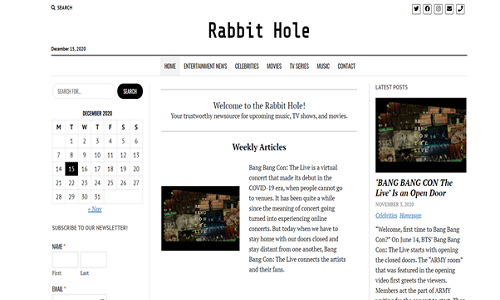 SEARCH
Rabbit Hole
December 15, 2020
HOME ENTERTAINMENT NEWS CELEBRITIES MOVIES TV SERIES MUSIC CONTACT
SEARCH FOR... SEARCH
DECEMBER 2020
M T W T F S S
1 2 3 4 5 6
7 8 9 10 11 12 13
14 15 16 17 18 19 20
21 22 23 24 25 26 27
28 29 30 31
« Nov
SUBSCRIBE TO OUR NEWSLETTER!
NAME *
First Last
EMAIL *
Welcome to the Rabbit Hole!
Your trustworthy newsource for upcoming music, TV shows, and movies.
Weekly Articles
Bang Bang Con: The Live is a virtual
concert that made its debut in the
COVID-19 era, when people cannot go
to venues. It has been quite a while
since the meaning of concert going
turned into experiencing online
concerts. But today when we have to
stay home with our doors closed and
stay distant from one another, Bang
Bang Con: The Live connects the artists
and their fans.
LATEST POSTS
"BANG BANG CON The
Live" Is an Open Door
NOVEMBER 3, 2020
Celebrities Homepage
"Welcome, first time to Bang Bang
Con?" On June 14, BTS' Bang Bang
Con: The Live starts with opening
the closed doors. The "ARMY room"
that was featured in the opening
video first greets the viewers.
Members act the part of ARMY